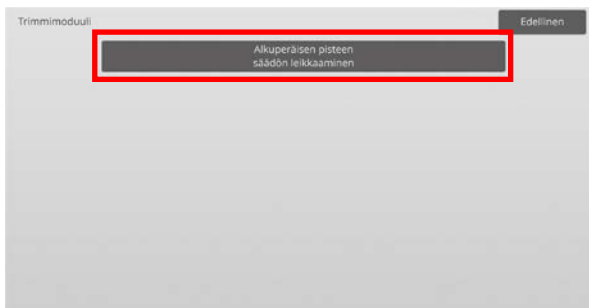 Trimmimoduuli
Edellinen
Alkuperäisen pisteen
säädön leikkaaminen